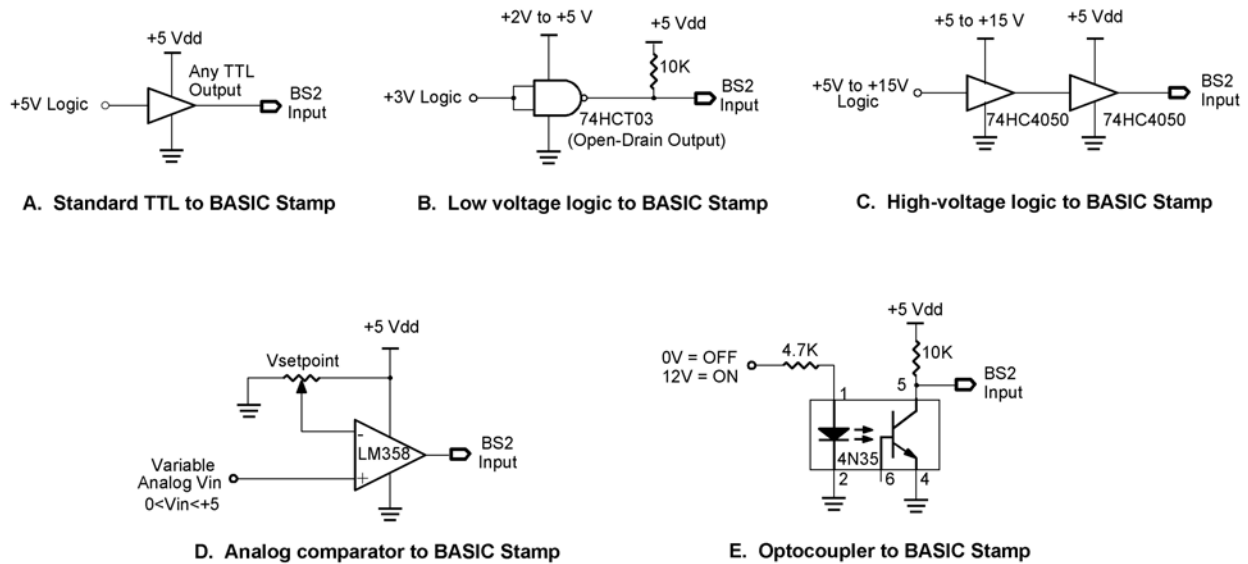 +5 Vdd
Any TTL
Output
+5V Logic
BS2
Input
A. Standard TTL to BASIC Stamp
+2V to +5 V
+5 Vdd
10K
+3V Logic
BS2
Input
74HCT03
(Open-Drain Output)
B. Low voltage logic to BASIC Stamp
+5 to +15 V
+5 Vdd
+5V to +15V
Logic
BS2
Input
74HC4050
74HC4050
C. High-voltage logic to BASIC Stamp
+5 Vdd
Vsetpoint
-
LM358
+
BS2
Input
Variable
Analog Vin
0<Vin<+5
D. Analog comparator to BASIC Stamp
+5 Vdd
0V = OFF
12V = ON
4.7K
10K
1
5
BS2
Input
4N35
2
6
4
E. Optocoupler to BASIC Stamp